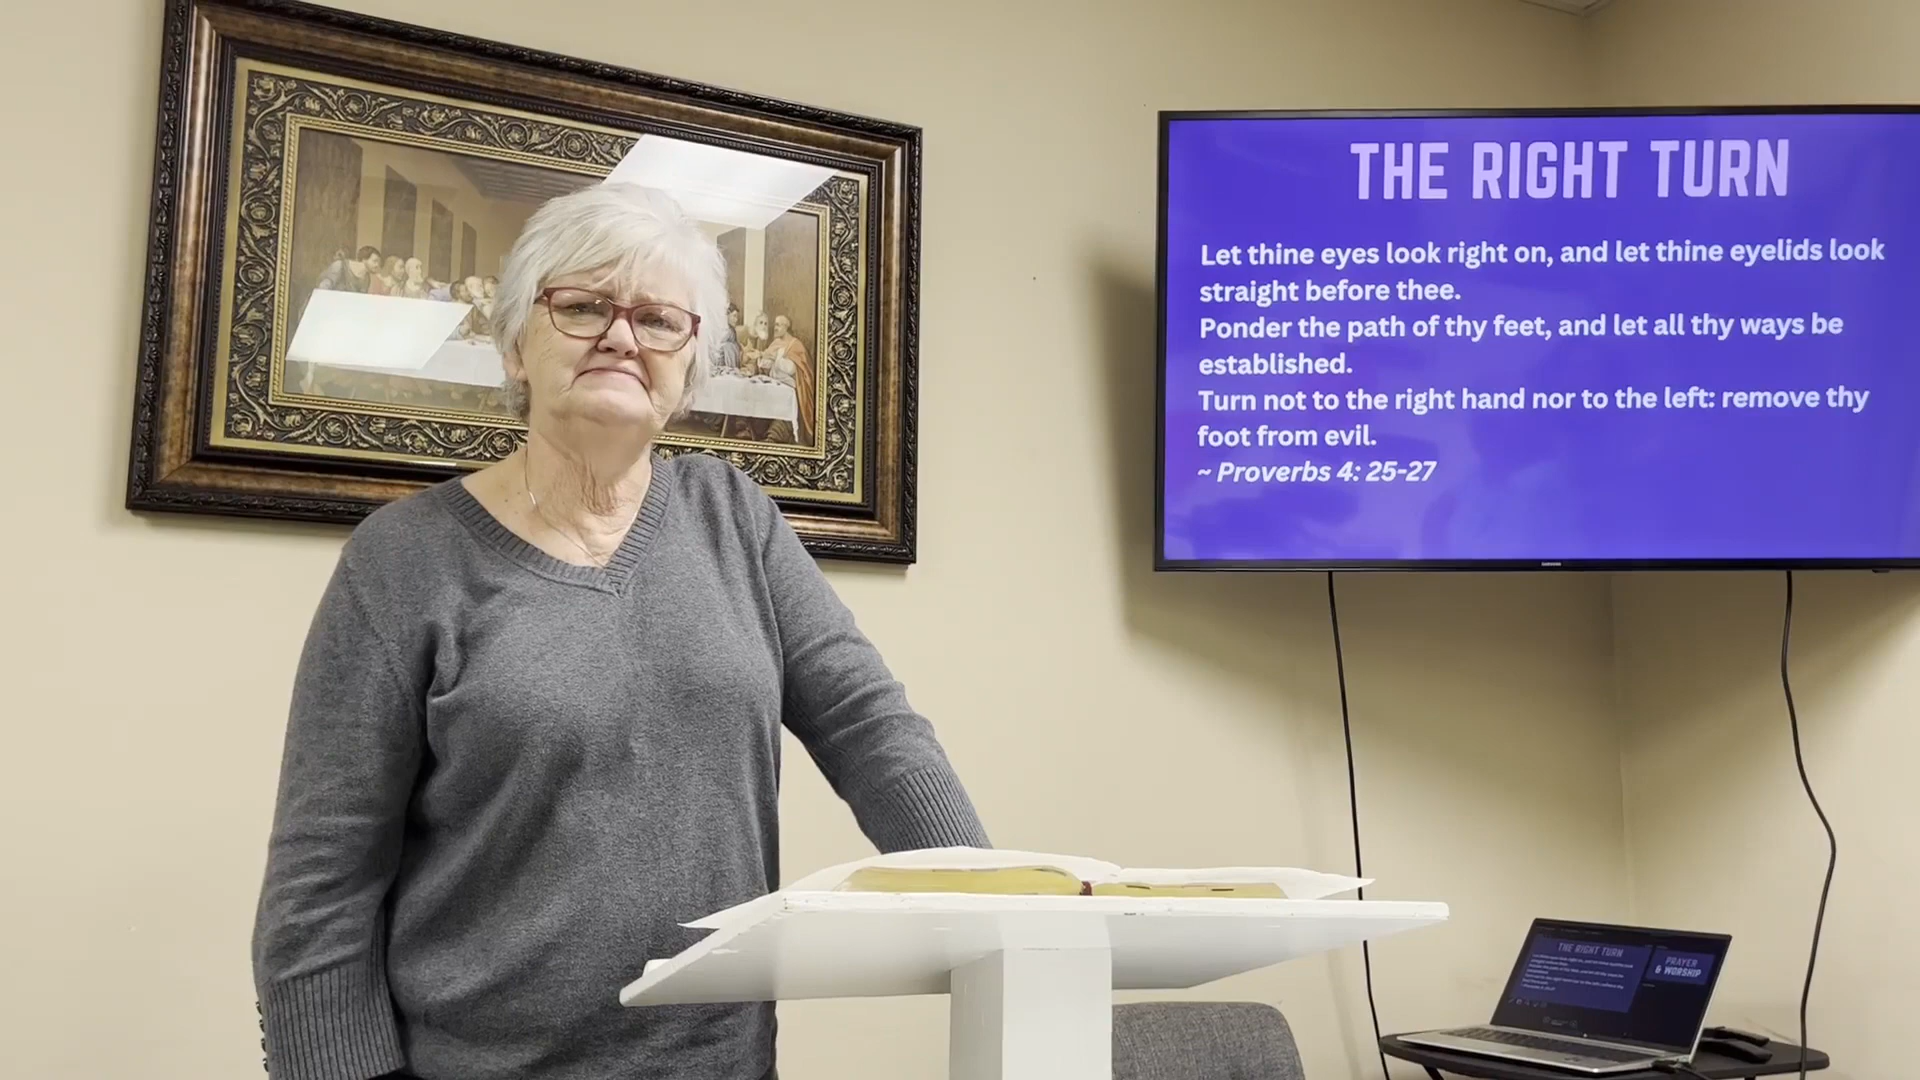 THE RIGHT TURN
Let thine eyes look right on, and let thine eyelids look
straight before thee.
Ponder the path of thy feet, and let all thy ways be
established.
Turn not to the right hand nor to the left: remove thy
foot from evil.
~ Proverbs 4: 25-27
SAMSUNG
THE RIGHT TURN
PRAYER
& WORSHIP